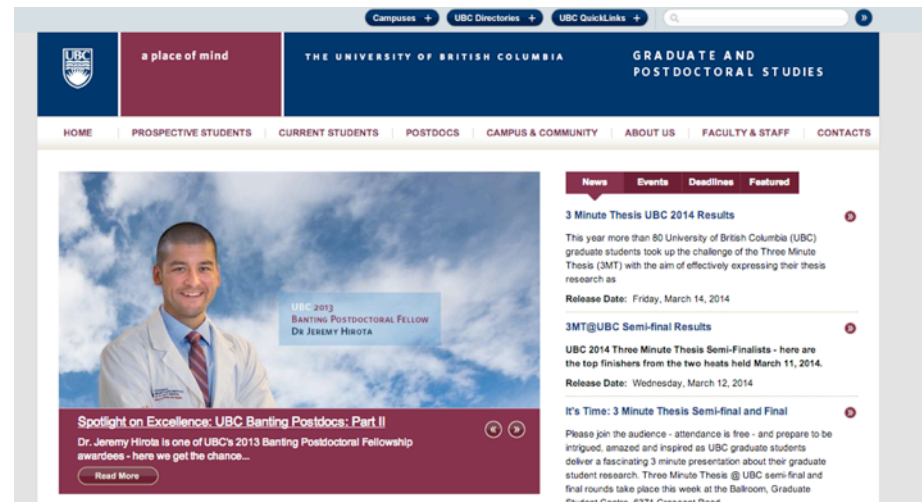 Campuses +
UBC Directories +
UBC QuickLinks +
UBC
a place of mind
THE UNIVERSITY OF BRITISH COLUMBIA
GRADUATE AND
POSTDOCTORAL STUDIES
HOME
PROSPECTIVE STUDENTS
CURRENT STUDENTS
POSTDOCS
CAMPUS & COMMUNITY
ABOUT US
FACULTY & STAFF
CONTACTS
UBC 2013
BANTING POSTDOCTORAL FELLOW
DR JEREMY HIROTA
Spotlight on Excellence: UBC Banting Postdocs: Part II
Dr. Jeremy Hirota is one of UBC's 2013 Banting Postdoctoral Fellowship
awardees - here we get the chance...
Read More
News
Events
Deadlines
Featured
3 Minute Thesis UBC 2014 Results
This year more than 80 University of British Columbia (UBC)
graduate students took up the challenge of the Three Minute
Thesis (3MT) with the aim of effectively expressing their thesis
research as
Release Date: Friday, March 14, 2014
3MT@UBC Semi-final Results
UBC 2014 Three Minute Thesis Semi-Finalists - here are
the top finishers from the two heats held March 11, 2014.
Release Date: Wednesday, March 12, 2014
It's Time: 3 Minute Thesis Semi-final and Final
Please join the audience - attendance is free - and prepare to be
intrigued, amazed and inspired as UBC graduate students
deliver a fascinating 3 minute presentation about their graduate
student research. Three Minute Thesis @ UBC semi-final and
final rounds take place this week at the Ballroom, Graduate
Student Centre, 6371 Crescent Road